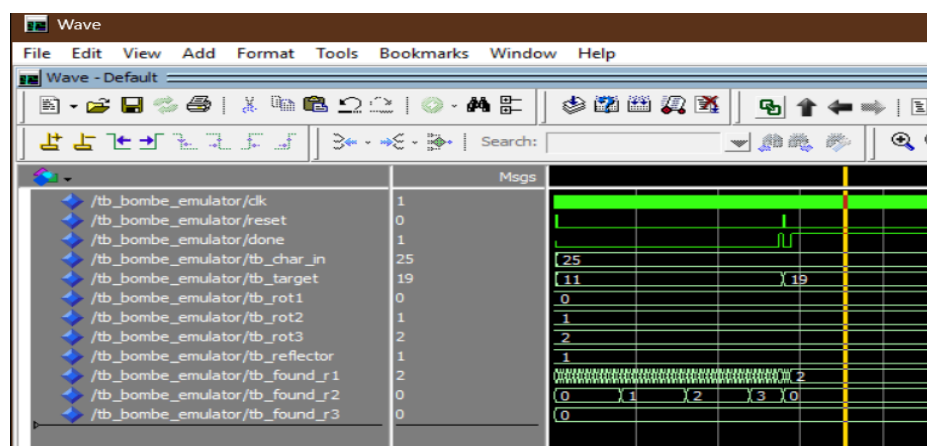 Wave
File Edit View Add Format Tools Bookmarks Window Help
Wave - Default
Search:
Msgs
/tb_bombe_emulator/clk 1
/tb_bombe_emulator/reset 0
/tb_bombe_emulator/done 1
/tb_bombe_emulator/tb_char_in 25 25
/tb_bombe_emulator/tb_target 19 11 19
/tb_bombe_emulator/tb_rot1 0 0
/tb_bombe_emulator/tb_rot2 1 1
/tb_bombe_emulator/tb_rot3 2 2
/tb_bombe_emulator/tb_reflector 1 1
/tb_bombe_emulator/tb_found_r1 2 2
/tb_bombe_emulator/tb_found_r2 0 0 1 2 3 0
/tb_bombe_emulator/tb_found_r3 0 0